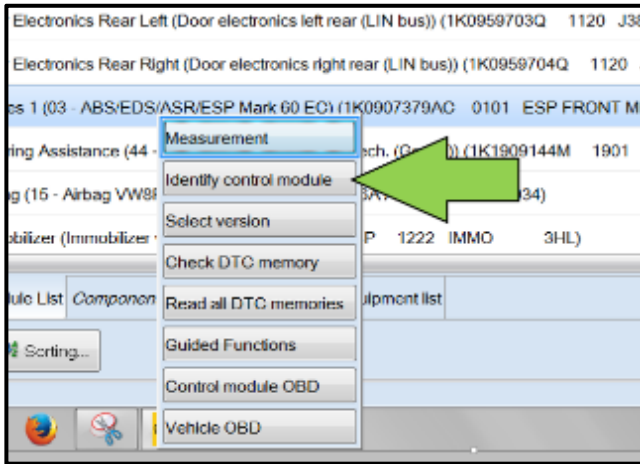 Electronics Rear Left (Door electronics left rear (LIN bus)) (1K0959703Q 1120 J38
Electronics Rear Right (Door electronics right rear (LIN bus)) (1K0959704Q 1120
cs 1 (03 - ABS/EDS/ASR/ESP Mark 60 EC) (1K0907379AC 0101 ESP FRONT M
Measurement
ring Assistance (44 - ech. (1K1909144M 1901
Identify control module
g (15 - Airbag 34)
Select version
Immobilizer P 1222 IMMO 3HL)
Check DTC memory
ule List Componen Read all DTC memories uipment list
Sorting...
Guided Functions
Control module OBD
Vehicle OBD